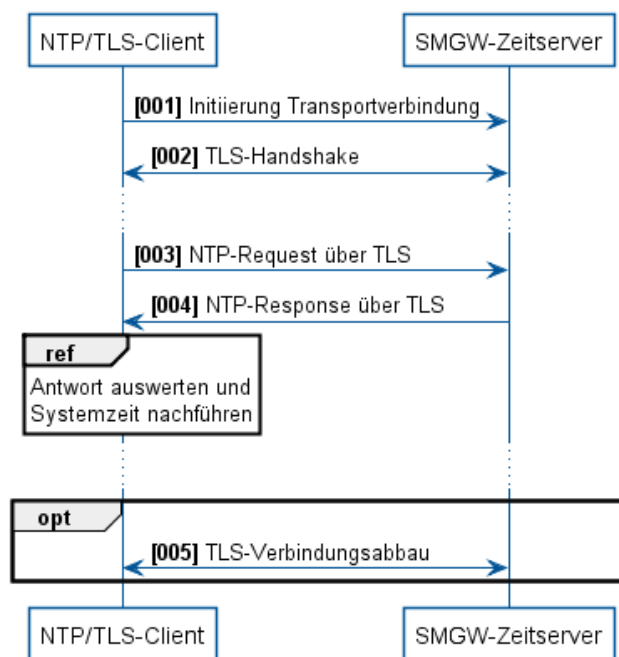 NTP/TLS-Client
SMGW-Zeitserver
[001] Initiierung Transportverbindung
[002] TLS-Handshake
[003] NTP-Request über TLS
[004] NTP-Response über TLS
ref
Antwort auswerten und
Systemzeit nachführen
opt
[005] TLS-Verbindungsabbau
NTP/TLS-Client
SMGW-Zeitserver